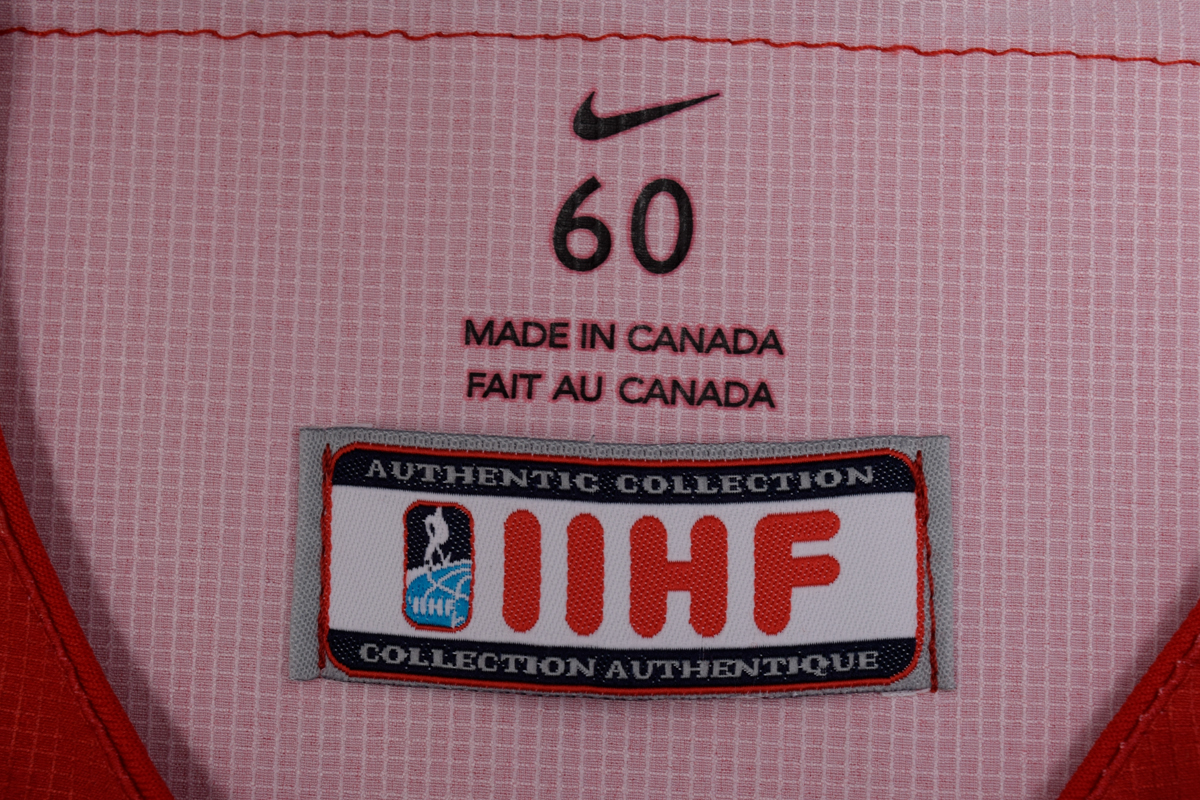 60
MADE IN CANADA
FAIT AU CANADA
AUTHENTIC COLLECTION
IIHF
IIHF
COLLECTION AUTHENTIQUE